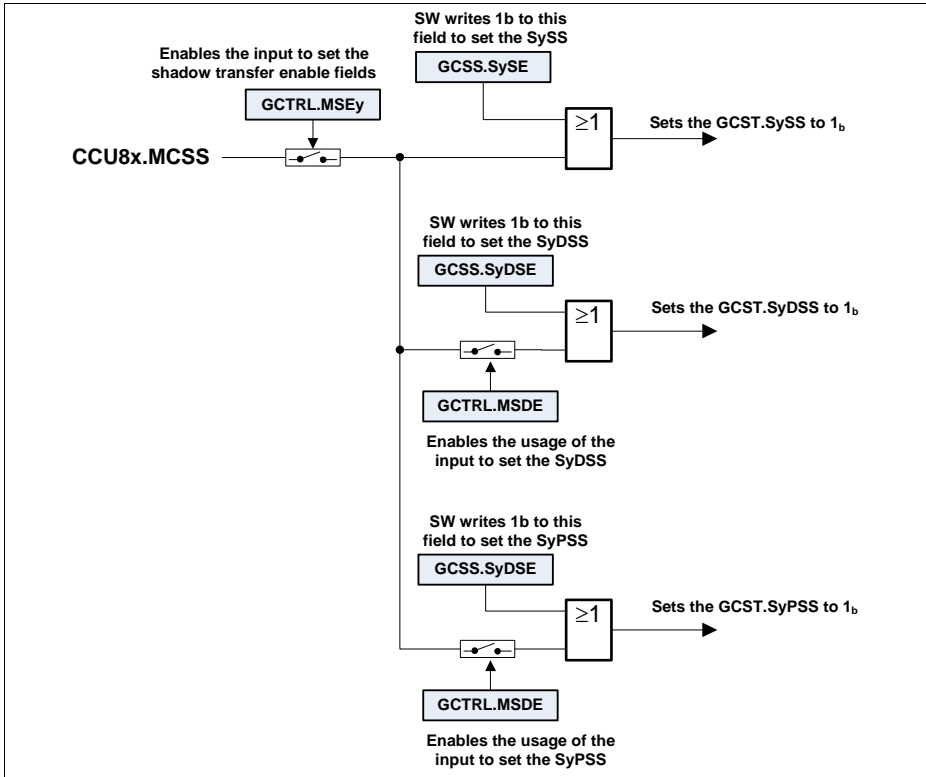 SW writes 1b to this
field to set the SySS
GCSS.SySE
Enables the input to set the
shadow transfer enable fields
GCTRL.MSEy
≥1
Sets the GCST.SySS to 1b
CCU8x.MCSS
SW writes 1b to this
field to set the SyDSS
GCSS.SyDSE
≥1
Sets the GCST.SyDSS to 1b
GCTRL.MSDE
Enables the usage of the
input to set the SyDSS
SW writes 1b to this
field to set the SyPSS
GCSS.SyDSE
≥1
Sets the GCST.SyPSS to 1b
GCTRL.MSDE
Enables the usage of the
input to set the SyPSS